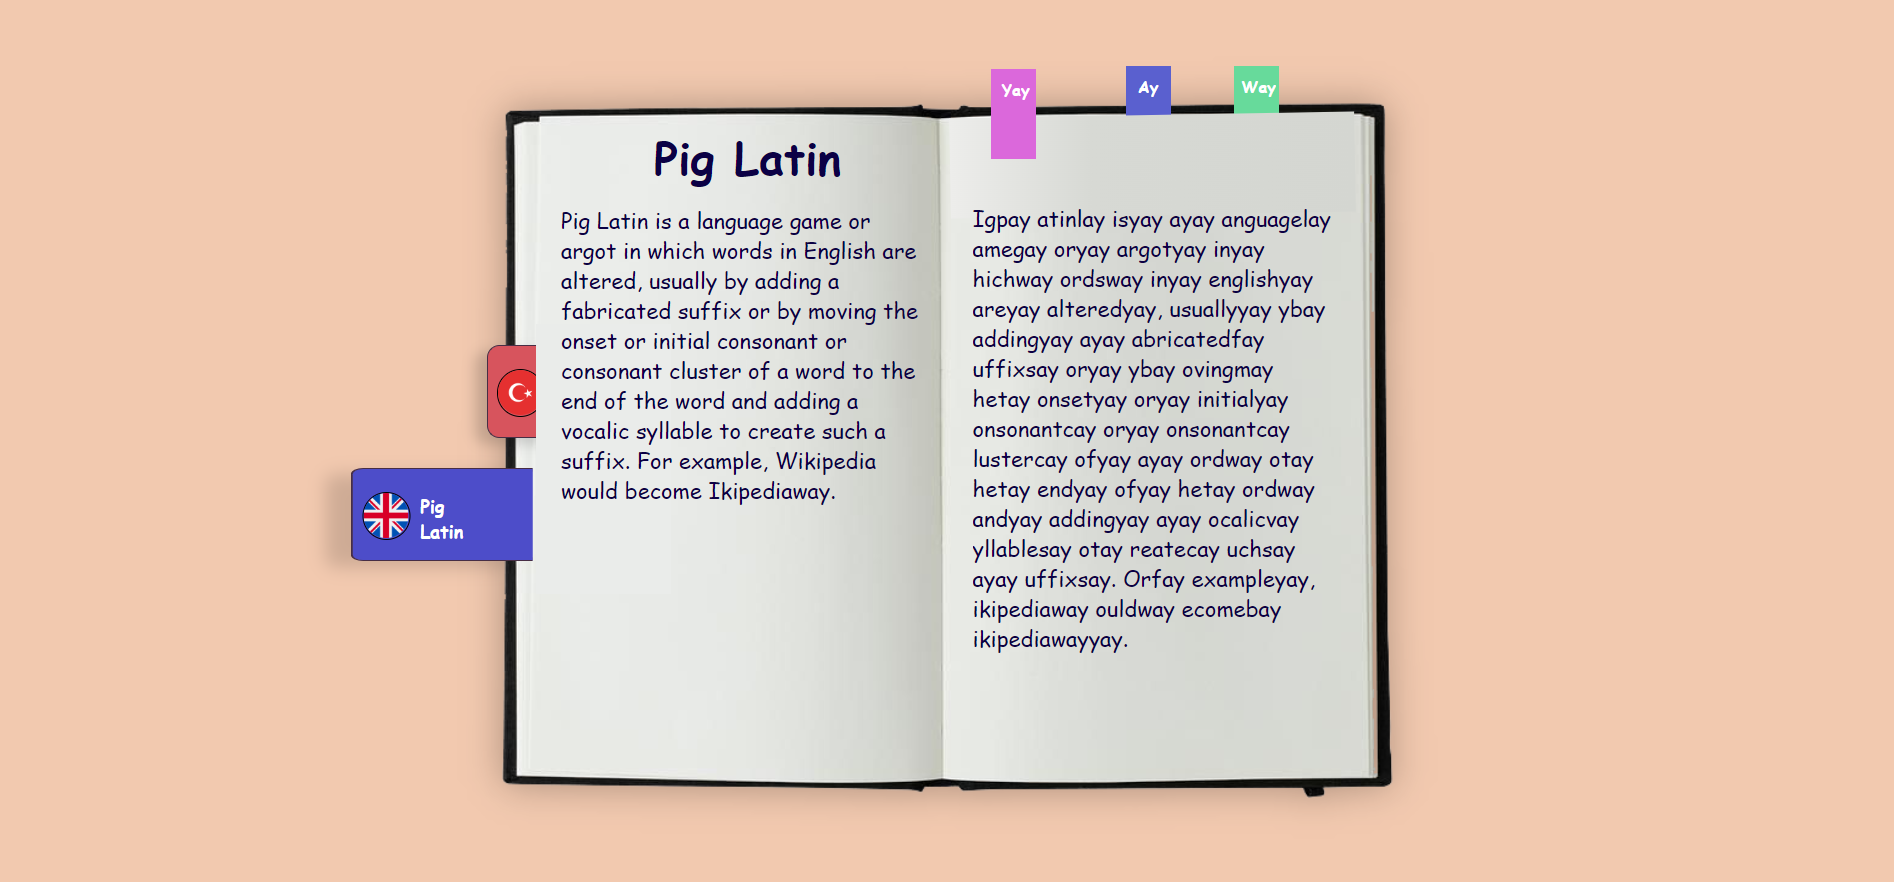 Yay
Ay
Way
Pig Latin
Pig Latin is a language game or
argot in which words in English are
altered, usually by adding a
fabricated suffix or by moving the
onset or initial consonant or
consonant cluster of a word to the
end of the word and adding a
vocalic syllable to create such a
suffix. For example, Wikipedia
would become Ikipediaway.
Pig
Latin
Igpay atinlay isyay ayay anguagelay
amegay oryay argotyay inyay
hichway ordsway inyay englishyay
areyay alteredyay, usuallyyay ybay
addingyay ayay abricatedfay
uffixsay oryay ybay ovingmay
hetay onsetyay oryay initialyay
onsonantcay oryay onsonantcay
lustercay ofyay ayay ordway otay
hetay endyay ofyay hetay ordway
andyay addingyay ayay ocalicvay
yllablesay otay reatecay uchsay
ayay uffixsay. Orfay exampleyay,
ikipediaway ouldway ecomebay
ikipediawayyay.